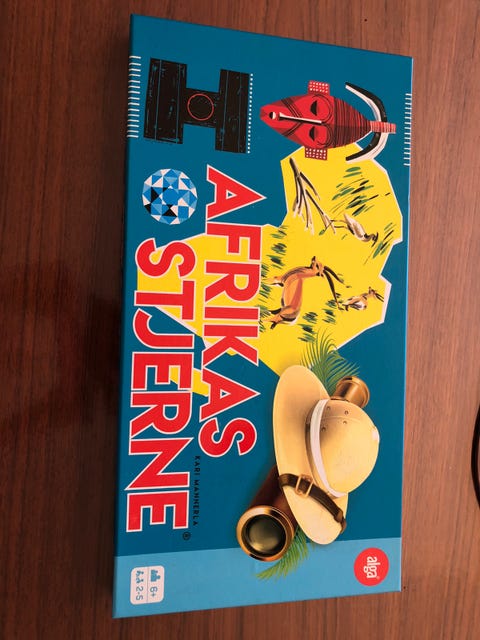 AFRIKAS
STJERNE®
KARI MANNERLA
alga
6+
2-5